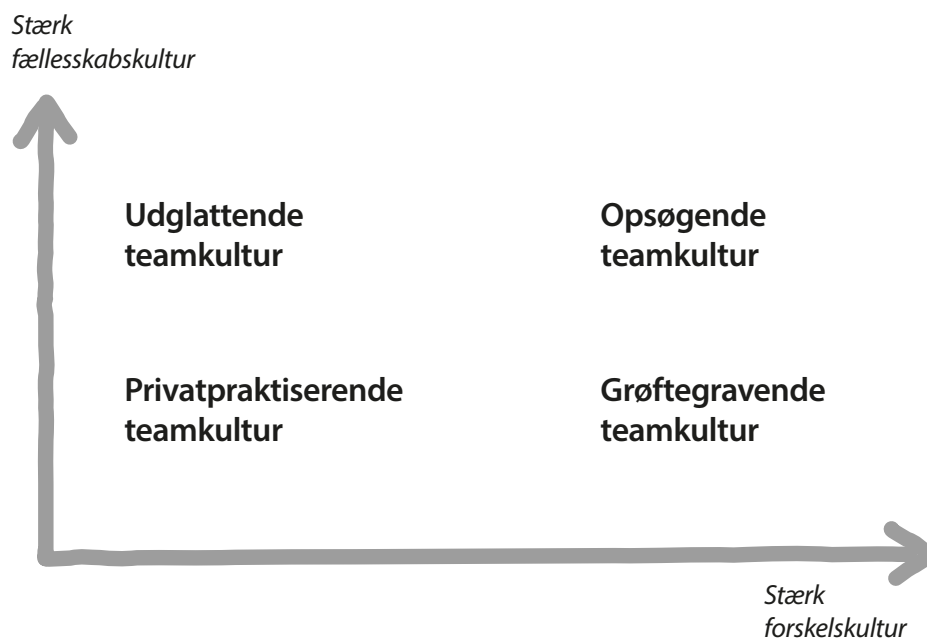 Stærk
fællesskabskultur
Udglattende
teamkultur
Opsøgende
teamkultur
Privatpraktiserende
teamkultur
Grøftegravende
teamkultur
Stærk
forskelskultur